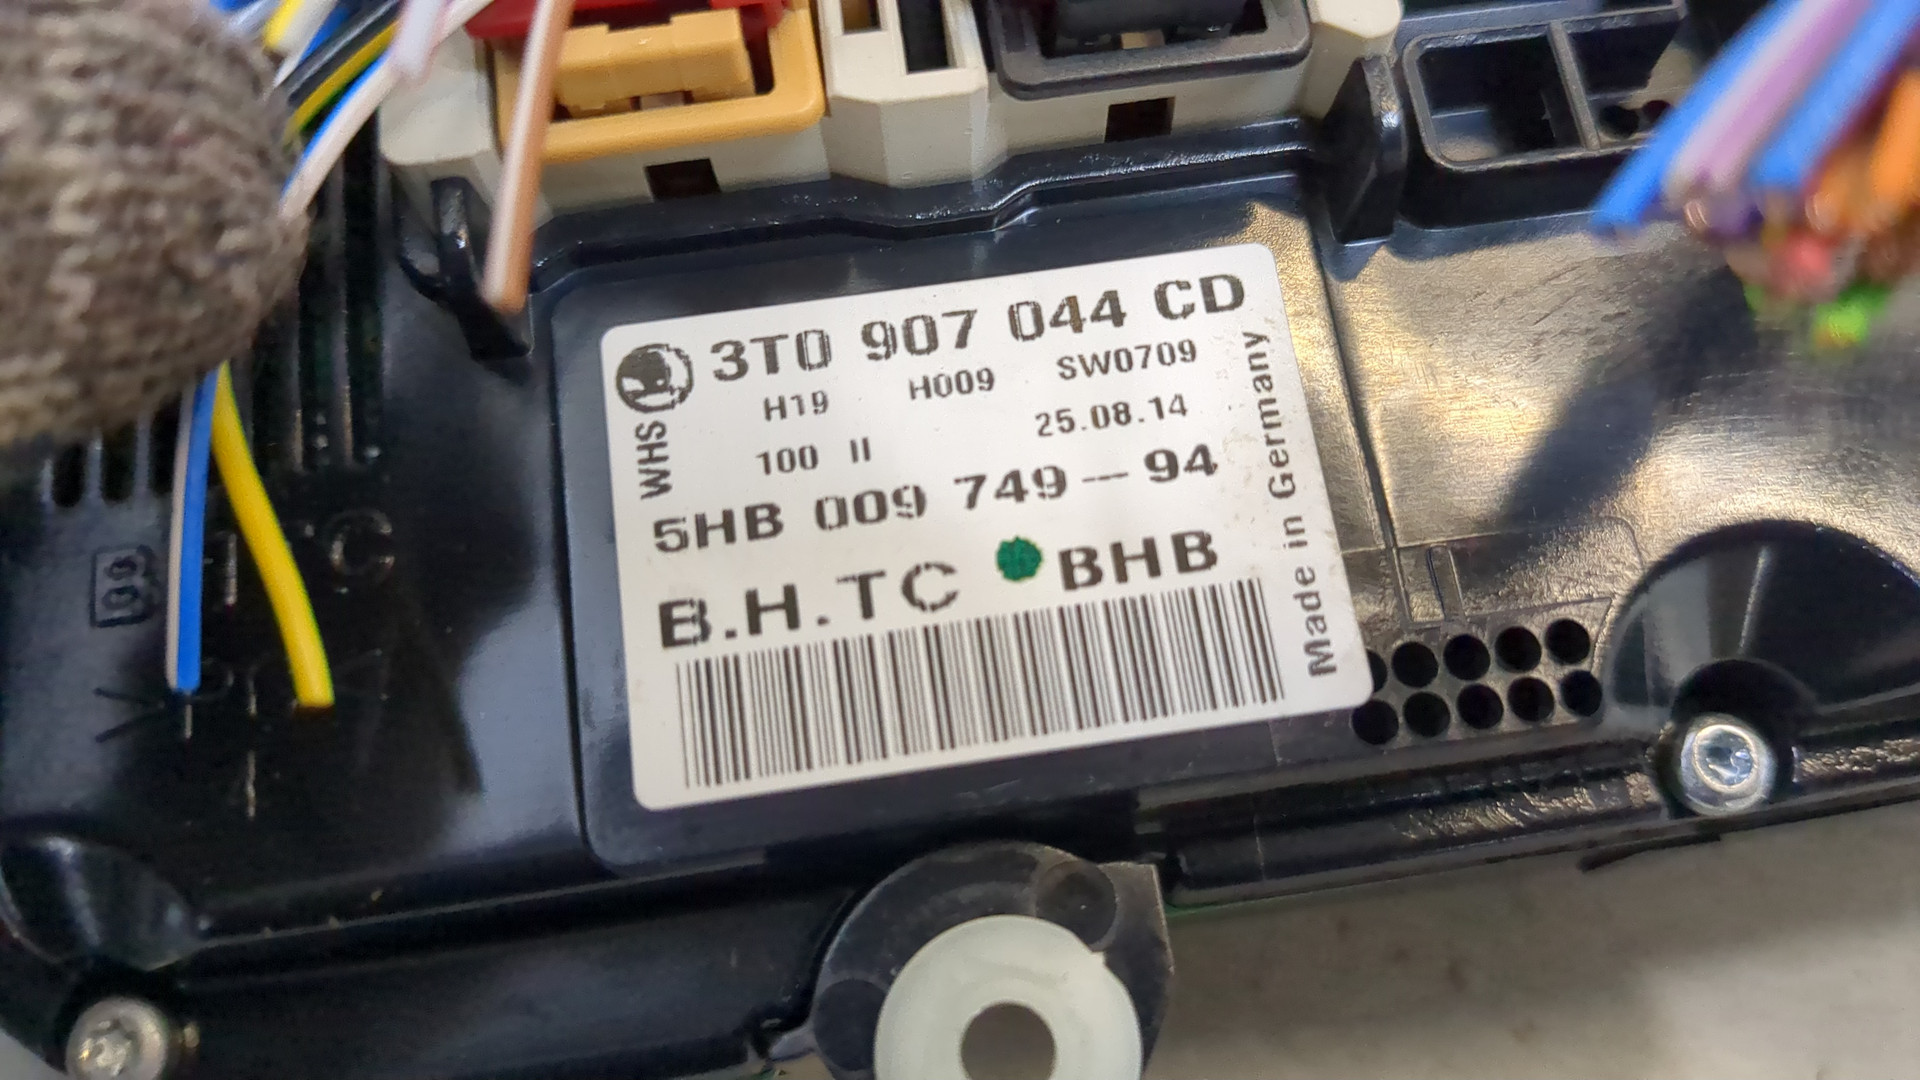 3T0 907 044 CD
H19 H009 SW0709
100 II 25.08.14
WHS
5HB 009 749-94
B.H.TC BHB
Made in Germany